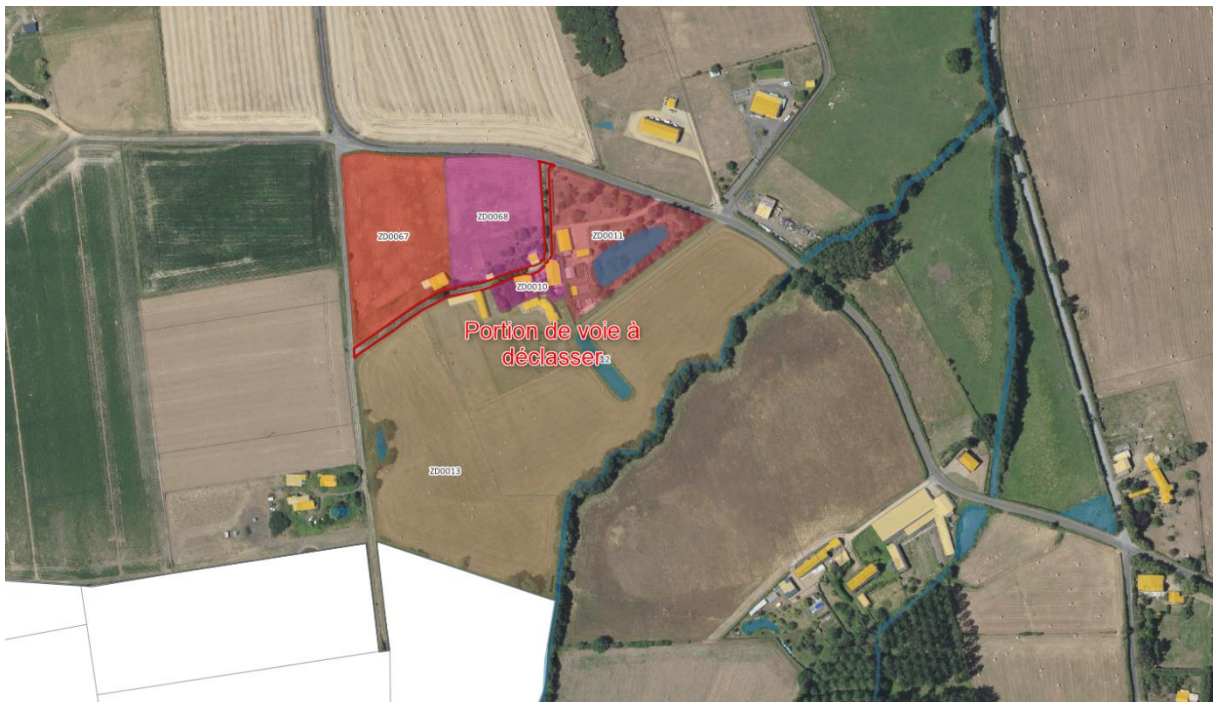 ZD0067
ZD0068
ZD0011
ZD0010
Portion de voie à
déclasser
ZD0013